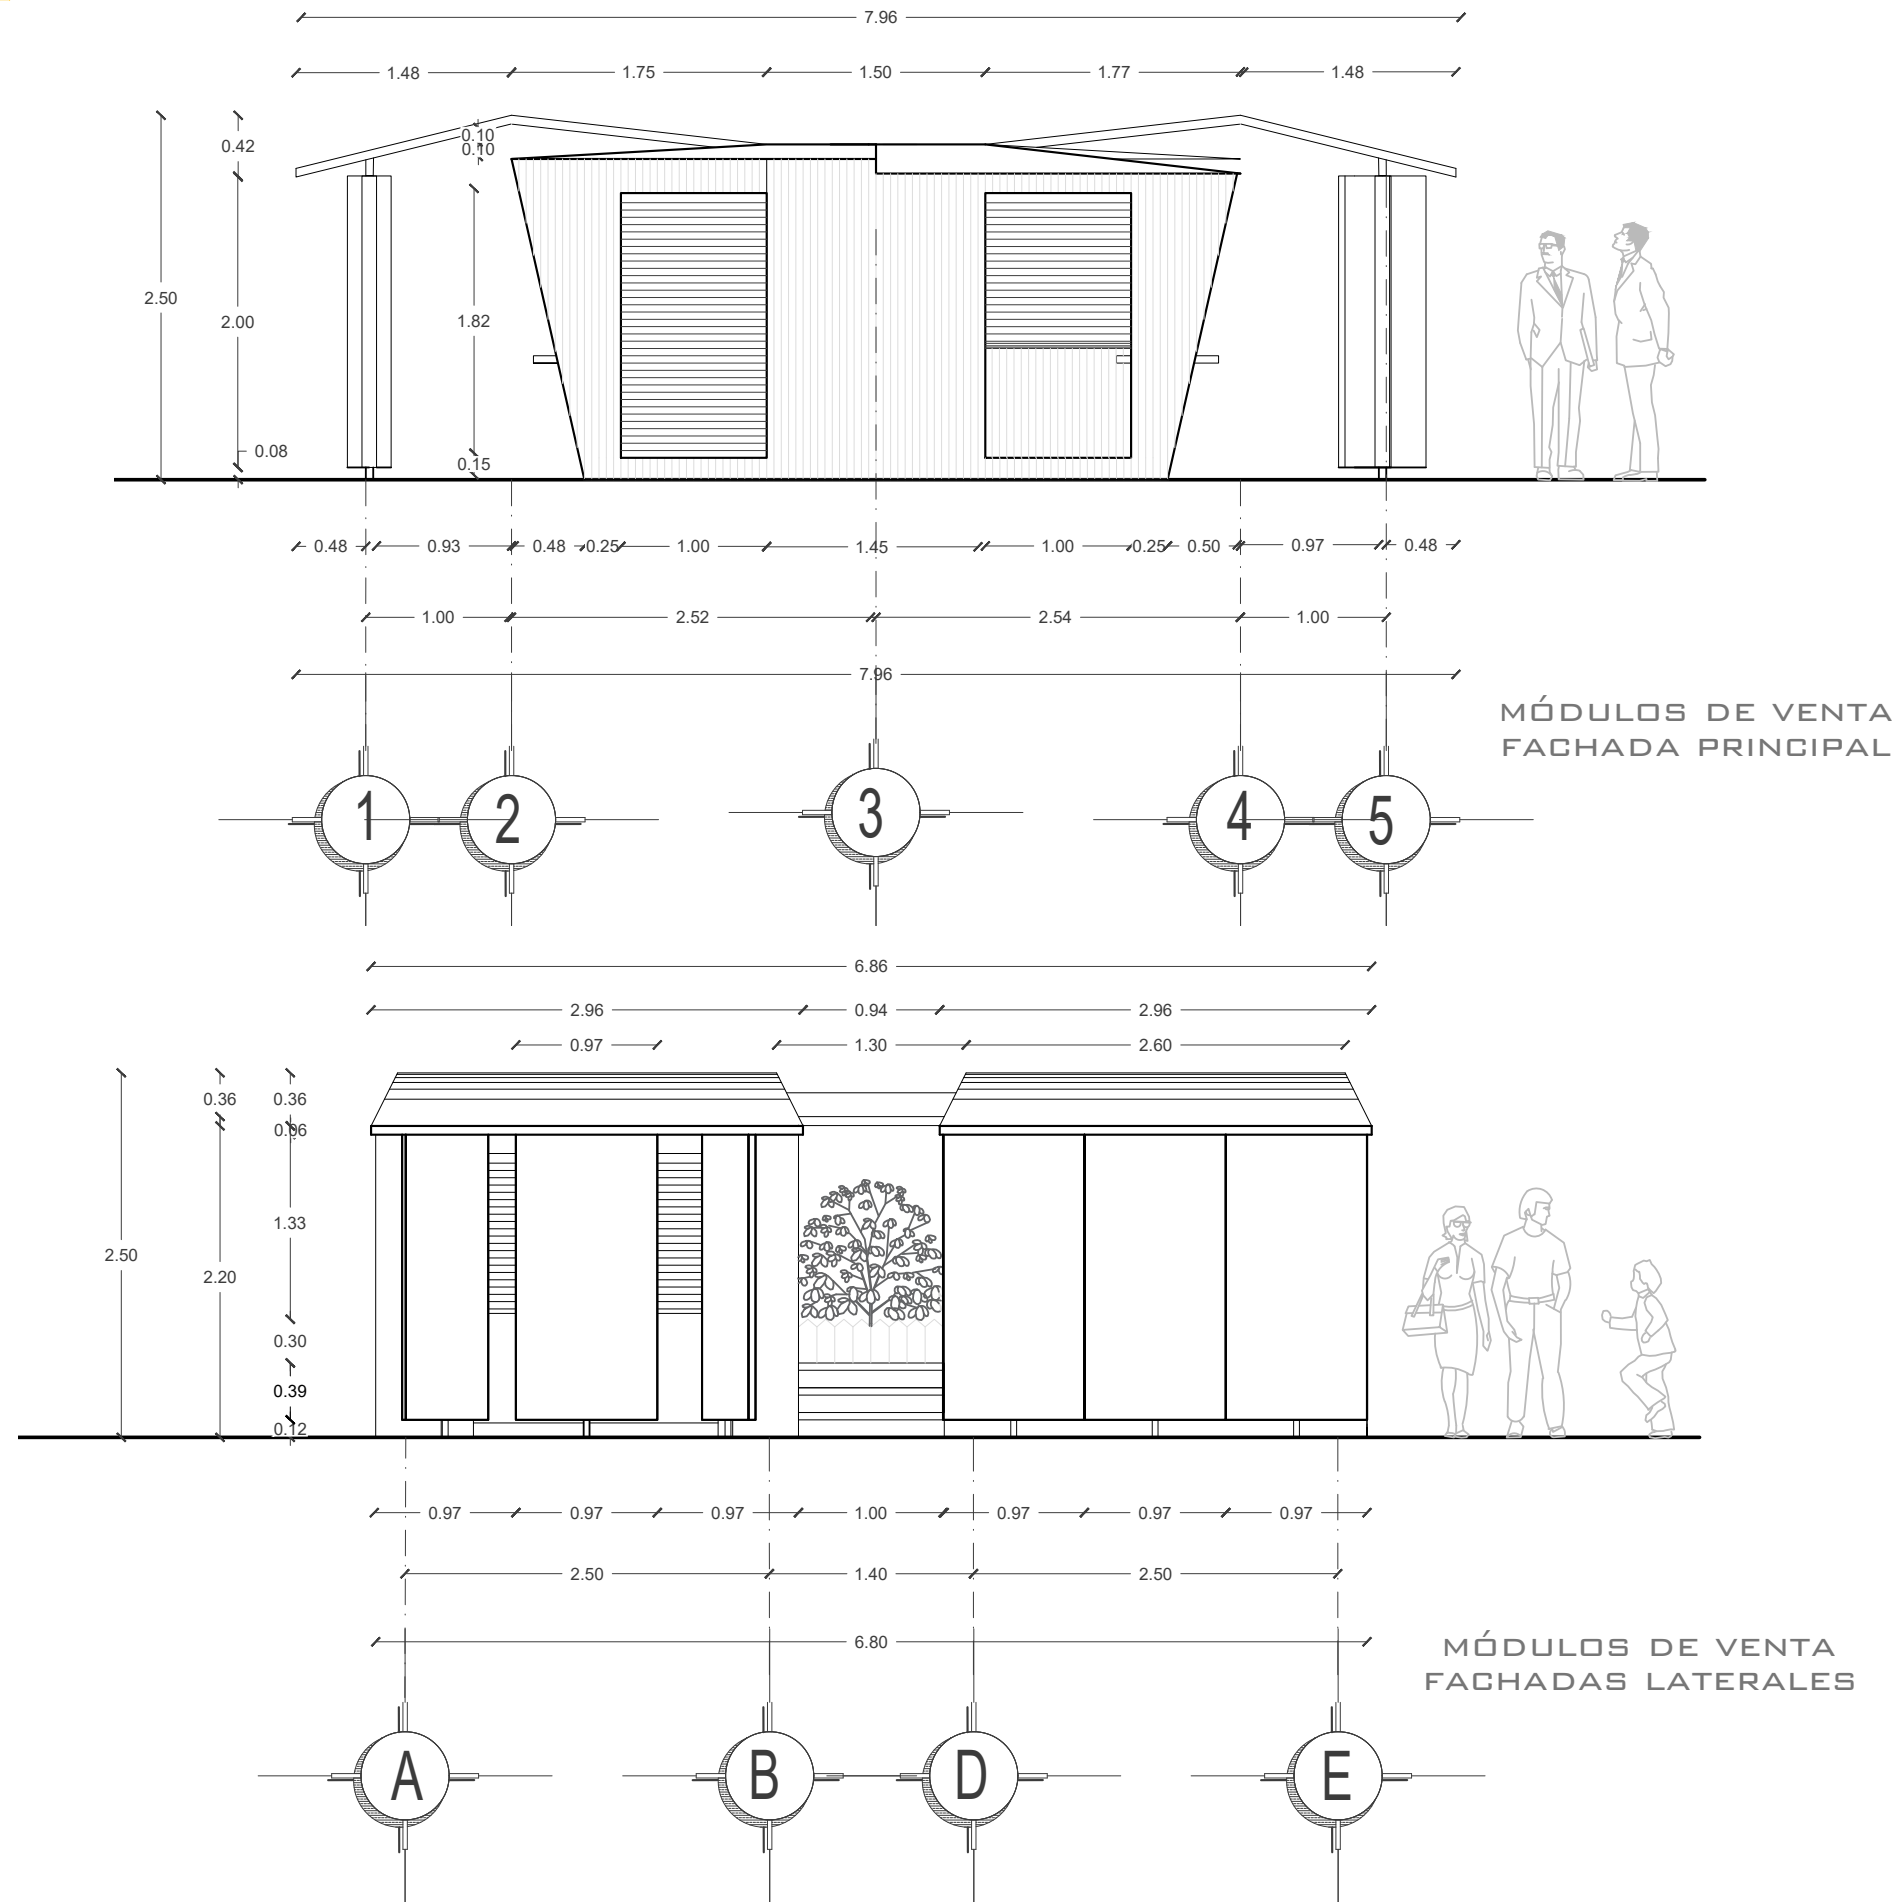 7.96
1.48 1.75 1.50 1.77 1.48
0.10
0.42 0.10
2.50
2.00 1.82
0.08
0.15
0.48 0.93 0.48 0.25 1.00 1.45 1.00 0.25 0.50 0.97 0.48
1.00 2.52 2.54 1.00
7.96
MÓDULOS DE VENTA
FACHADA PRINCIPAL
1 2 3 4 5
6.86
2.96 0.94 2.96
0.97 1.30 2.60
0.36 0.36
0.06
1.33
2.50
2.20
0.30
0.39
0.12
0.97 0.97 0.97 1.00 0.97 0.97 0.97
2.50 1.40 2.50
6.80
MÓDULOS DE VENTA
FACHADAS LATERALES
A B D E